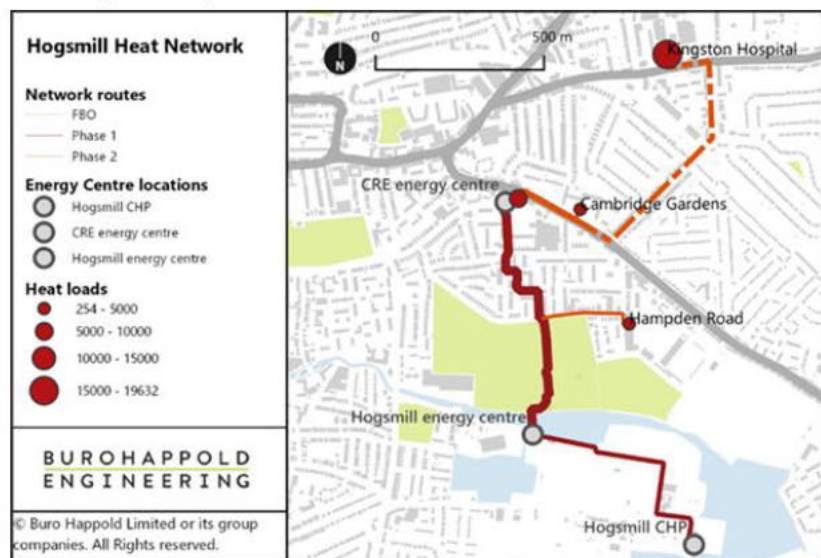 Hogsmill Heat Network
Network routes
FBO
Phase 1
Phase 2
Energy Centre locations
Hogsmill CHP
CRE energy centre
Hogsmill energy centre
Heat loads
254 - 5000
5000 - 10000
10000 - 15000
15000 - 19632
BUROHAPPOLD
ENGINEERING
© Buro Happold Limited or its group
companies. All Rights reserved.
N
0
500 m
Kingston Hospital
CRE energy centre
Cambridge Gardens
Hampden Road
Hogsmill energy centre
Hogsmill CHP